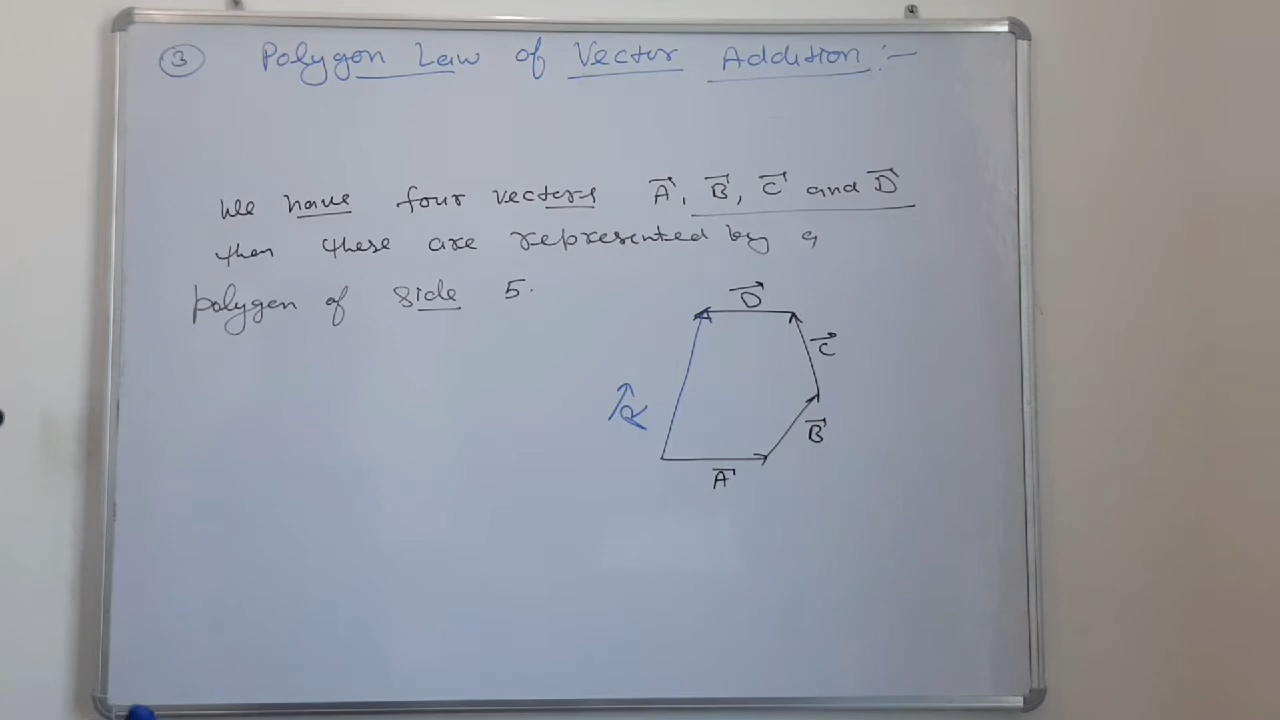 ③ Polygon Law of Vector Addition :-
We have four vectors A⃗, B⃗, C⃗ and D⃗
then these are represented by a
polygen of side 5.
D⃗
C⃗
R⃗
B⃗
A⃗